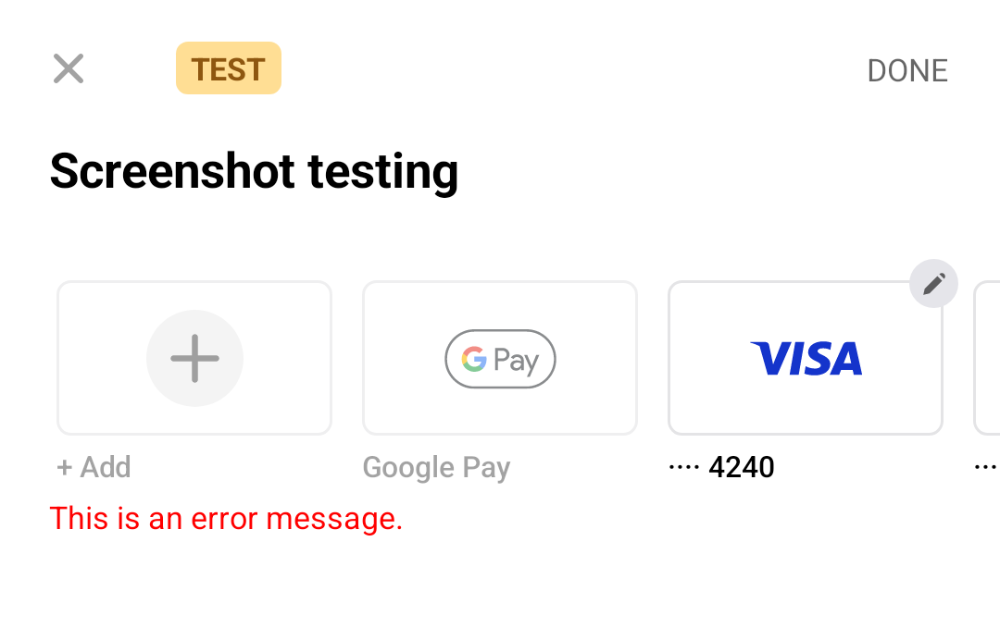 TEST
DONE
Screenshot testing
G Pay
VISA
+ Add
Google Pay
···· 4240
···
This is an error message.